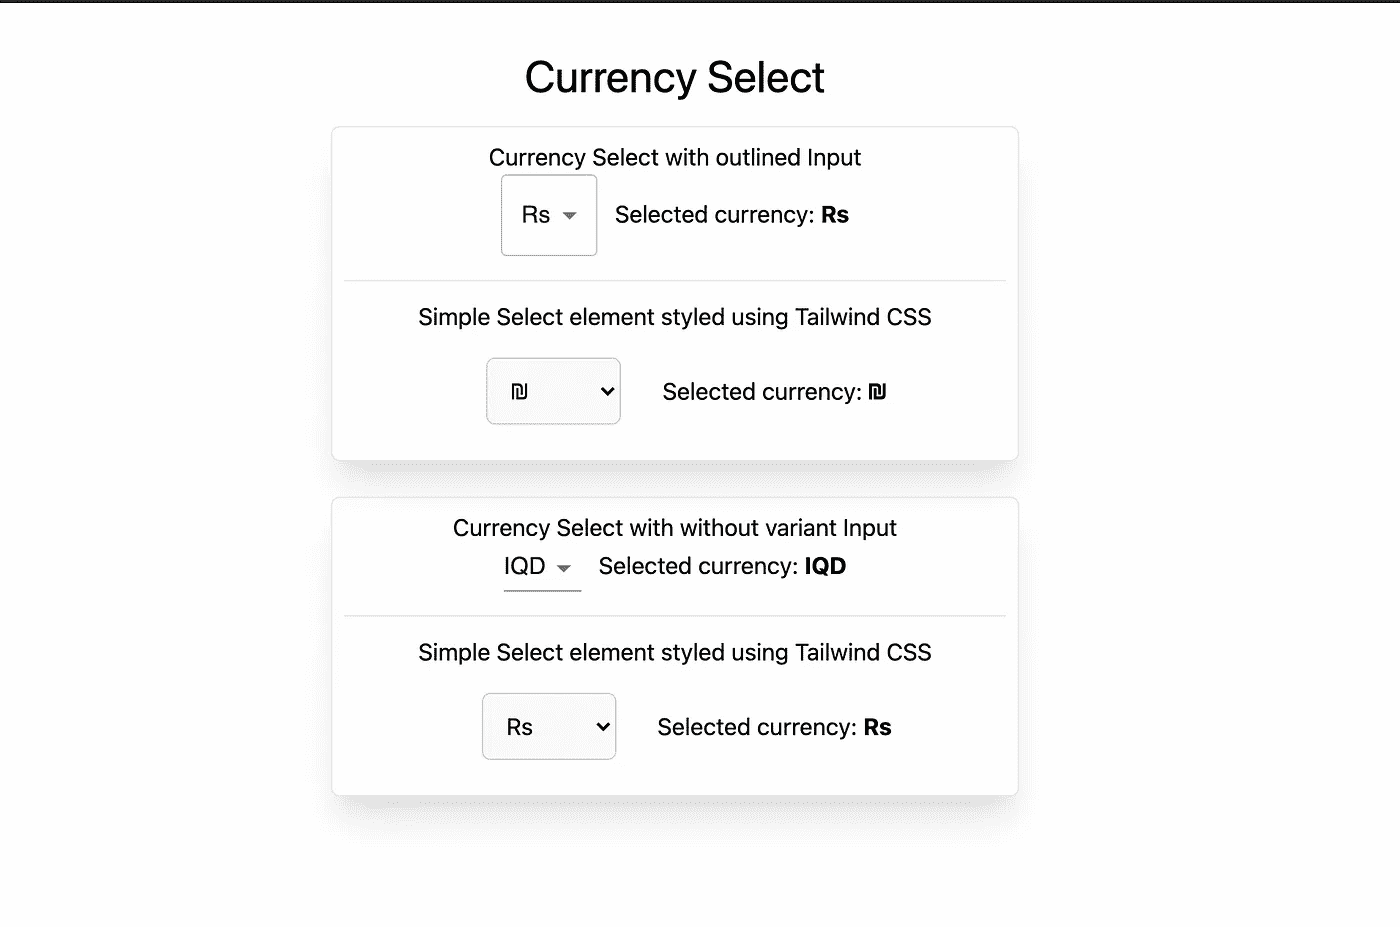 Currency Select
Currency Select with outlined Input
Rs Selected currency: Rs
Simple Select element styled using Tailwind CSS
₪ Selected currency: ₪
Currency Select with without variant Input
IQD Selected currency: IQD
Simple Select element styled using Tailwind CSS
Rs Selected currency: Rs